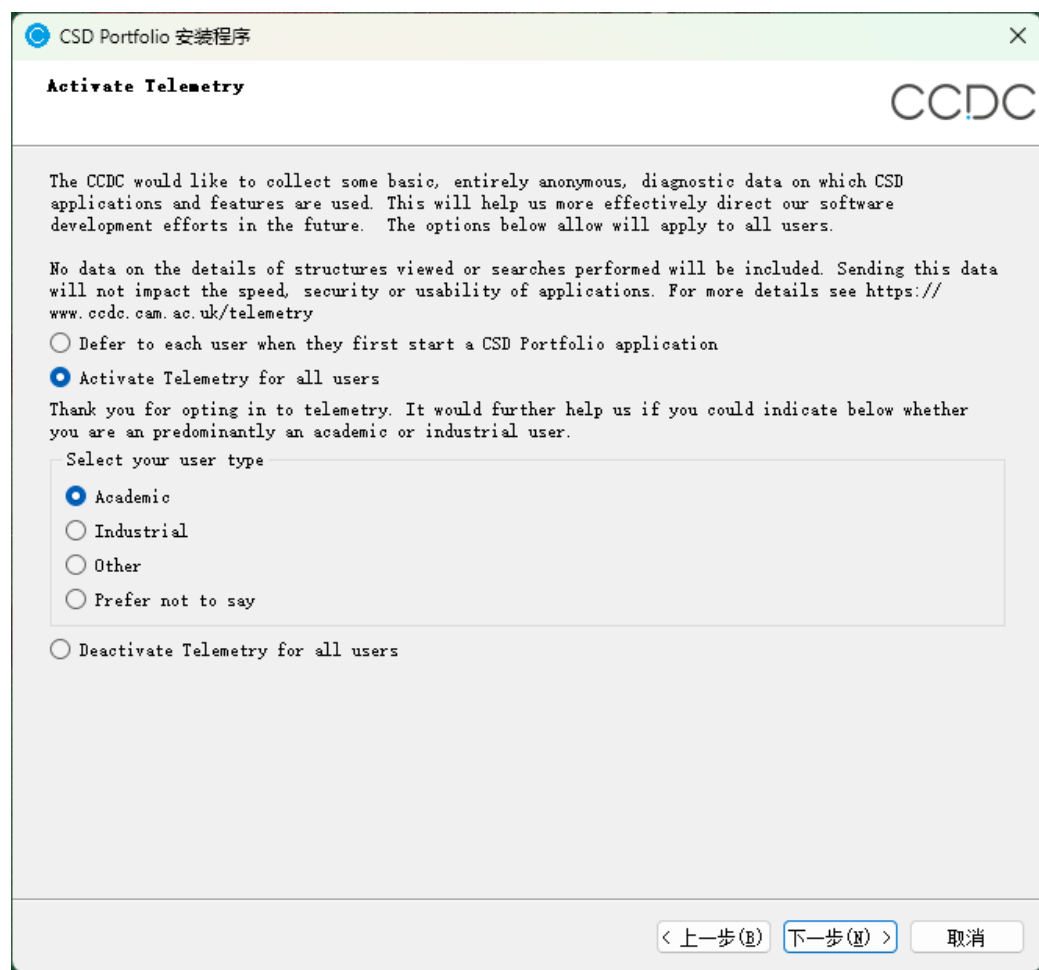 CSD Portfolio 安装程序
Activate Telemetry
CCDC
The CCDC would like to collect some basic, entirely anonymous, diagnostic data on which CSD
applications and features are used. This will help us more effectively direct our software
development efforts in the future.  The options below allow will apply to all users.
No data on the details of structures viewed or searches performed will be included. Sending this data
will not impact the speed, security or usability of applications. For more details see https://
www.ccdc.cam.ac.uk/telemetry
Defer to each user when they first start a CSD Portfolio application
Activate Telemetry for all users
Thank you for opting in to telemetry. It would further help us if you could indicate below whether
you are an predominantly an academic or industrial user.
Select your user type
Academic
Industrial
Other
Prefer not to say
Deactivate Telemetry for all users
< 上一步(B) 下一步(N) > 取消